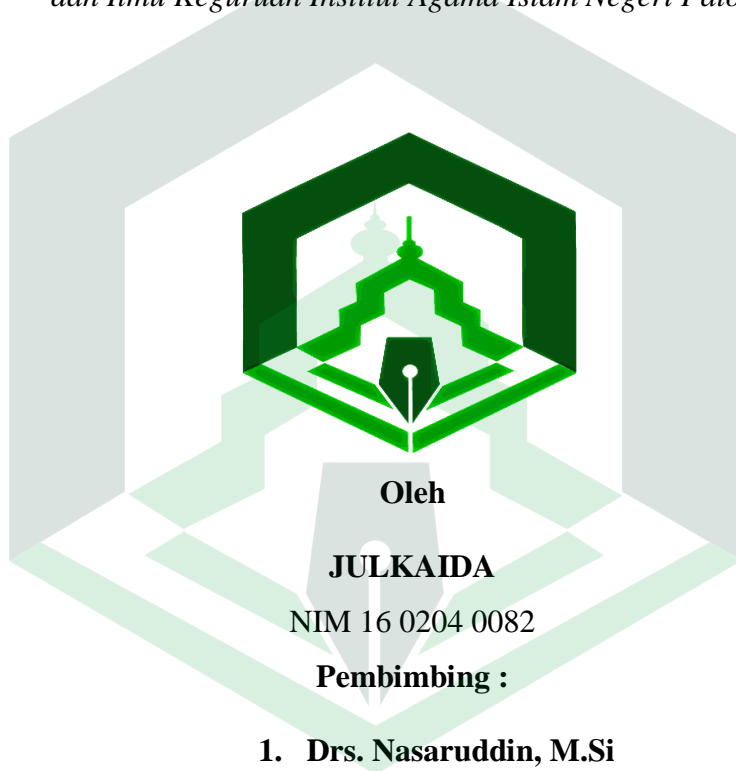 dan Ilmu Keguruan Institut Agama Islam Negeri
Oleh
JULKAIDA
NIM 16 0204 0082
Pembimbing :
1. Drs. Nasaruddin, M.Si